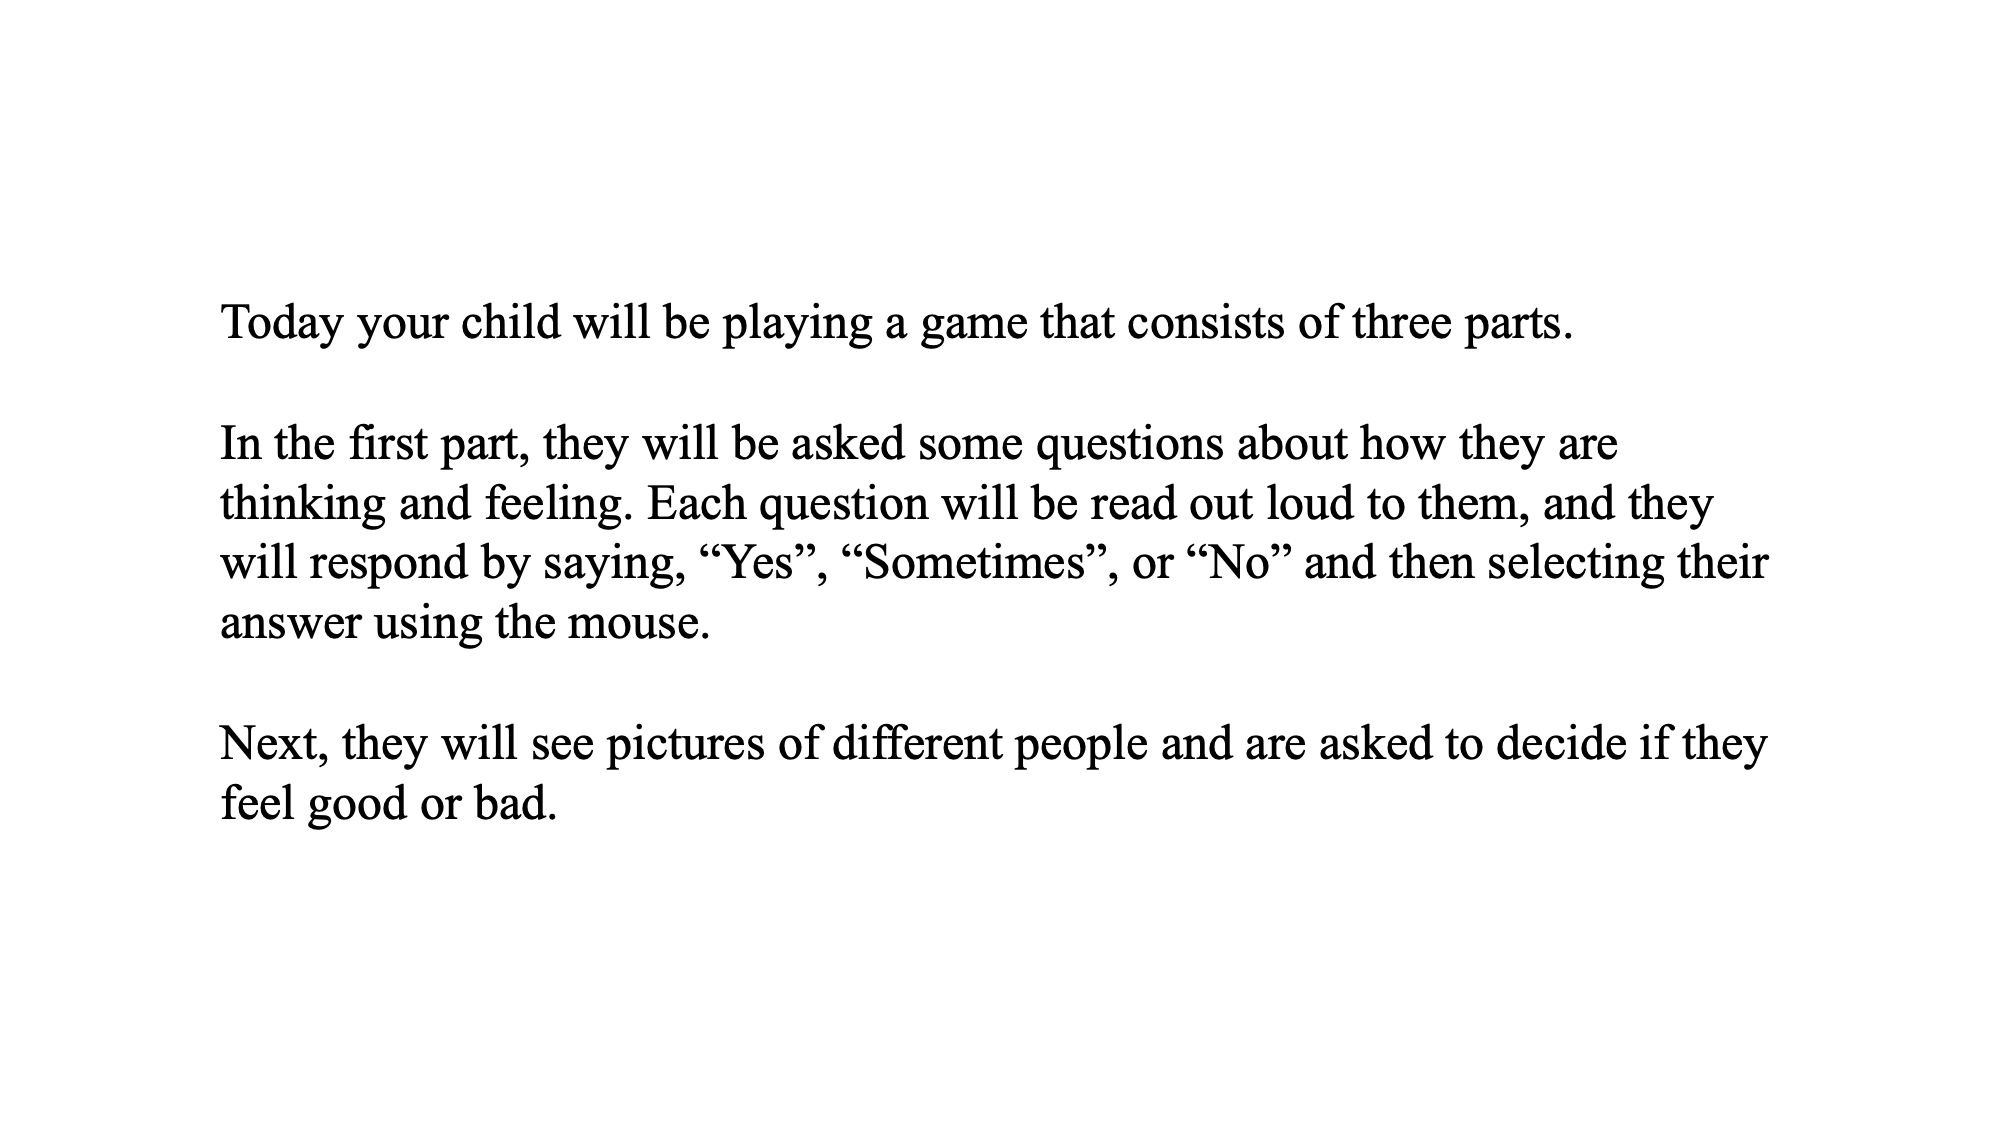 Today your child will be playing a game that consists of three parts.
In the first part, they will be asked some questions about how they are
thinking and feeling. Each question will be read out loud to them, and they
will respond by saying, “Yes”, “Sometimes”, or “No” and then selecting their
answer using the mouse.
Next, they will see pictures of different people and are asked to decide if they
feel good or bad.